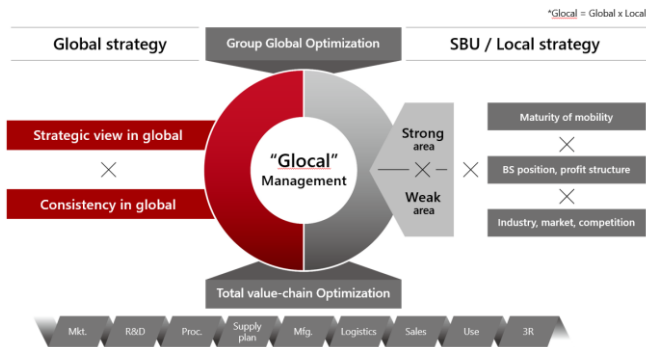 *Glocal = Global x Local
Global strategy
Group Global Optimization
SBU / Local strategy
Strategic view in global
Consistency in global
"Glocal"
Management
Strong
area
Weak
area
Maturity of mobility
BS position, profit structure
Industry, market, competition
Total value-chain Optimization
Mkt.
R&D
Proc.
Supply
plan
Mfg.
Logistics
Sales
Use
3R